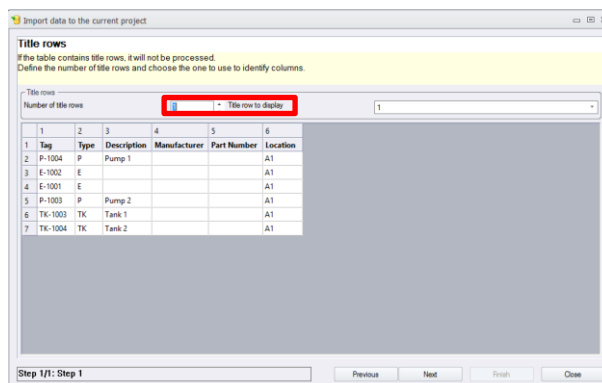 Import data to the current project
Title rows
If the table contains title rows, it will not be processed.
Define the number of title rows and choose the one to use to identify columns.
Title rows
Number of title rows 1 Title row to display 1
1 2 3 4 5 6
1 Tag Type Description Manufacturer Part Number Location
2 P-1004 P Pump 1 A1
3 E-1002 E A1
4 E-1001 E A1
5 P-1003 P Pump 2 A1
6 TK-1003 TK Tank 1 A1
7 TK-1004 TK Tank 2 A1
Step 1/1: Step 1 Previous Next Finish Close